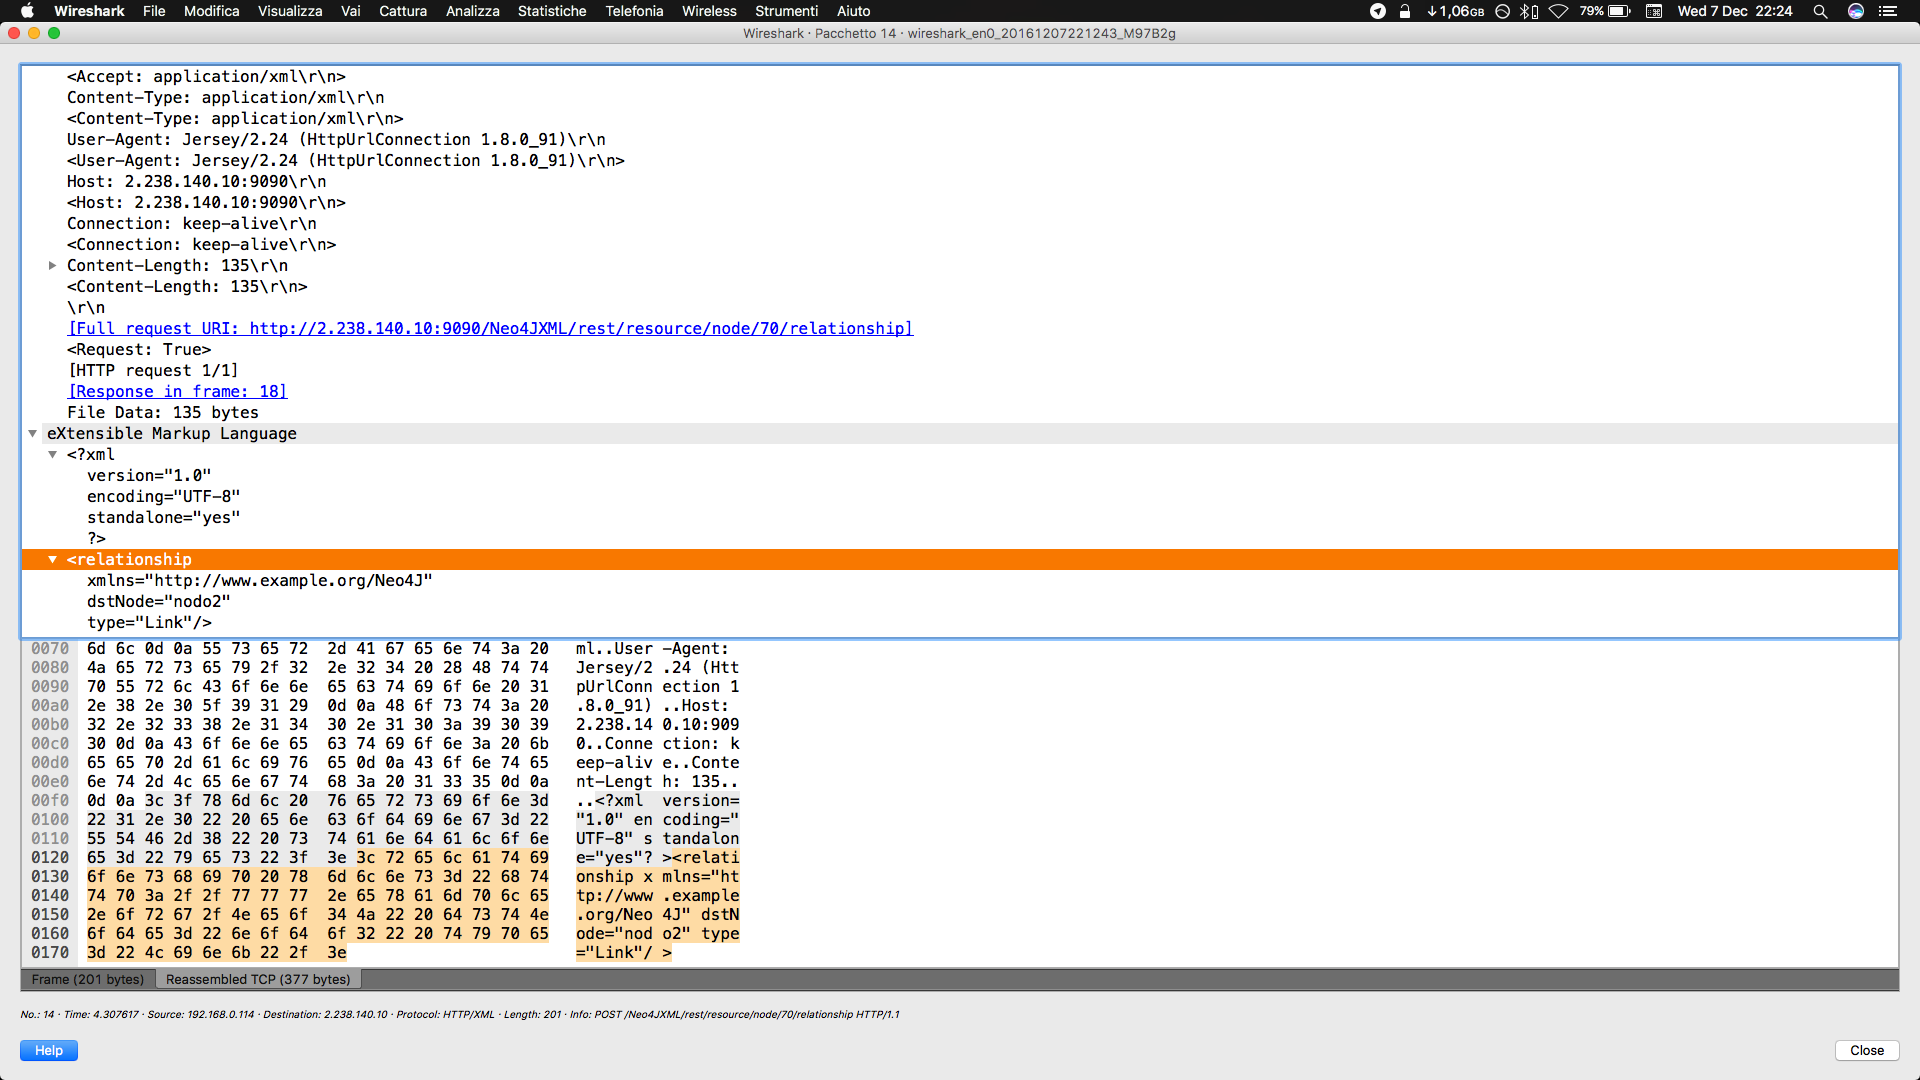 Wireshark File Modifica Visualizza Vai Cattura Analizza Statistiche Telefonia Wireless Strumenti Aiuto 1,06GB 79% Wed 7 Dec 22:24
Wireshark · Pacchetto 14 · wireshark_en0_20161207221243_M97B2g
<Accept: application/xml\r\n>
Content-Type: application/xml\r\n
<Content-Type: application/xml\r\n>
User-Agent: Jersey/2.24 (HttpUrlConnection 1.8.0_91)\r\n
<User-Agent: Jersey/2.24 (HttpUrlConnection 1.8.0_91)\r\n>
Host: 2.238.140.10:9090\r\n
<Host: 2.238.140.10:9090\r\n>
Connection: keep-alive\r\n
<Connection: keep-alive\r\n>
Content-Length: 135\r\n
<Content-Length: 135\r\n>
\r\n
[Full request URI: http://2.238.140.10:9090/Neo4JXML/rest/resource/node/70/relationship]
<Request: True>
[HTTP request 1/1]
[Response in frame: 18]
File Data: 135 bytes
eXtensible Markup Language
<?xml
version="1.0"
encoding="UTF-8"
standalone="yes"
?>
<relationship
xmlns="http://www.example.org/Neo4J"
dstNode="nodo2"
type="Link"/>
0070 6d 6c 0d 0a 55 73 65 72 2d 41 67 65 6e 74 3a 20 ml..User -Agent:
0080 4a 65 72 73 65 79 2f 32 2e 32 34 20 28 48 74 74 Jersey/2 .24 (Htt
0090 70 55 72 6c 43 6f 6e 6e 65 63 74 69 6f 6e 20 31 pUrlConn ection 1
00a0 2e 38 2e 30 5f 39 31 29 0d 0a 48 6f 73 74 3a 20 .8.0_91) ..Host:
00b0 32 2e 32 33 38 2e 31 34 30 2e 31 30 3a 39 30 39 2.238.14 0.10:909
00c0 30 0d 0a 43 6f 6e 6e 65 63 74 69 6f 6e 3a 20 6b 0..Conne ction: k
00d0 65 65 70 2d 61 6c 69 76 65 0d 0a 43 6f 6e 74 65 eep-aliv e..Conte
00e0 6e 74 2d 4c 65 6e 67 74 68 3a 20 31 33 35 0d 0a nt-Lengt h: 135..
00f0 0d 0a 3c 3f 78 6d 6c 20 76 65 72 73 69 6f 6e 3d ..<?xml version=
0100 22 31 2e 30 22 20 65 6e 63 6f 64 69 6e 67 3d 22 "1.0" en coding="
0110 55 54 46 2d 38 22 20 73 74 61 6e 64 61 6c 6f 6e UTF-8" s tandalon
0120 65 3d 22 79 65 73 22 3f 3e 3c 72 65 6c 61 74 69 e="yes"? ><relati
0130 6f 6e 73 68 69 70 20 78 6d 6c 6e 73 3d 22 68 74 onship x mlns="ht
0140 74 70 3a 2f 2f 77 77 77 2e 65 78 61 6d 70 6c 65 tp://www .example
0150 2e 6f 72 67 2f 4e 65 6f 34 4a 22 20 64 73 74 4e .org/Neo 4J" dstN
0160 6f 64 65 3d 22 6e 6f 64 6f 32 22 20 74 79 70 65 ode="nod o2" type
0170 3d 22 4c 69 6e 6b 22 2f 3e ="Link"/ >
Frame (201 bytes) Reassembled TCP (377 bytes)
No.: 14 · Time: 4.307617 · Source: 192.168.0.114 · Destination: 2.238.140.10 · Protocol: HTTP/XML · Length: 201 · Info: POST /Neo4JXML/rest/resource/node/70/relationship HTTP/1.1
Help Close